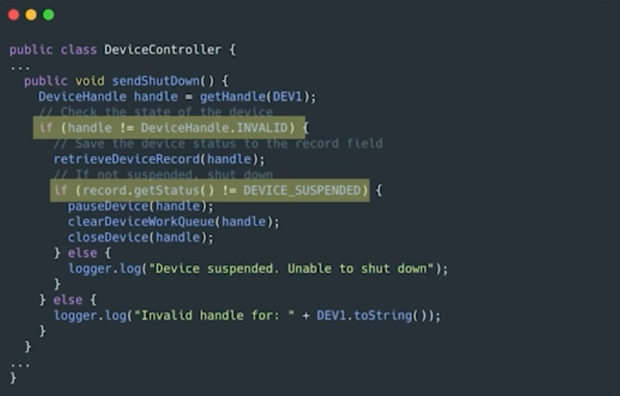 public class DeviceController {
...
public void sendShutDown() {
DeviceHandle handle = getHandle(DEV1);
// Check the state of the device
if (handle != DeviceHandle.INVALID) {
// Save the device status to the record field
retrieveDeviceRecord(handle);
// If not suspended, shut down
if (record.getStatus() != DEVICE_SUSPENDED) {
pauseDevice(handle);
clearDeviceWorkQueue(handle);
closeDevice(handle);
} else {
logger.log("Device suspended. Unable to shut down");
}
} else {
logger.log("Invalid handle for: " + DEV1.toString());
}
}
...
}